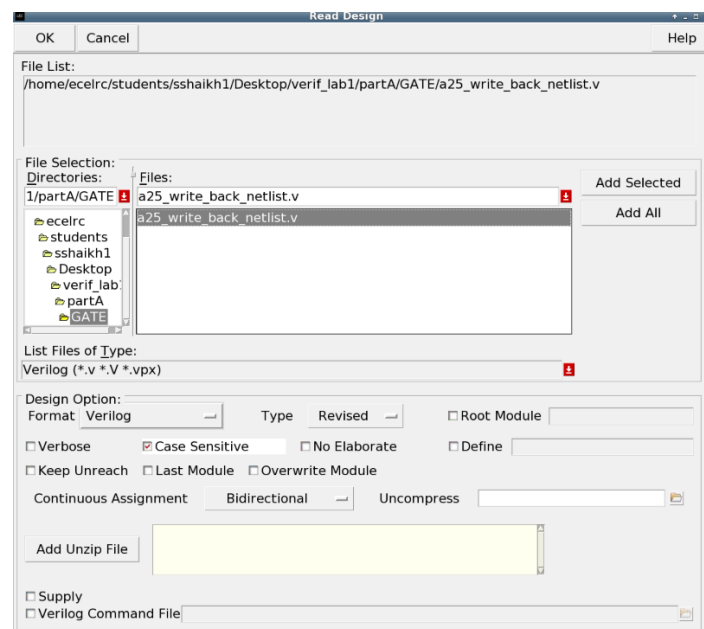 Read Design
OK Cancel Help
File List:
/home/ecelrc/students/sshaikh1/Desktop/verif_lab1/partA/GATE/a25_write_back_netlist.v
File Selection:
Directories: Files:
1/partA/GATE a25_write_back_netlist.v Add Selected
ecelrc a25_write_back_netlist.v Add All
students
sshaikh1
Desktop
verif_lab
partA
GATE
List Files of Type:
Verilog (*.v *.V *.vpx)
Design Option:
Format Verilog Type Revised Root Module
Verbose Case Sensitive No Elaborate Define
Keep Unreach Last Module Overwrite Module
Continuous Assignment Bidirectional Uncompress
Add Unzip File
Supply
Verilog Command File